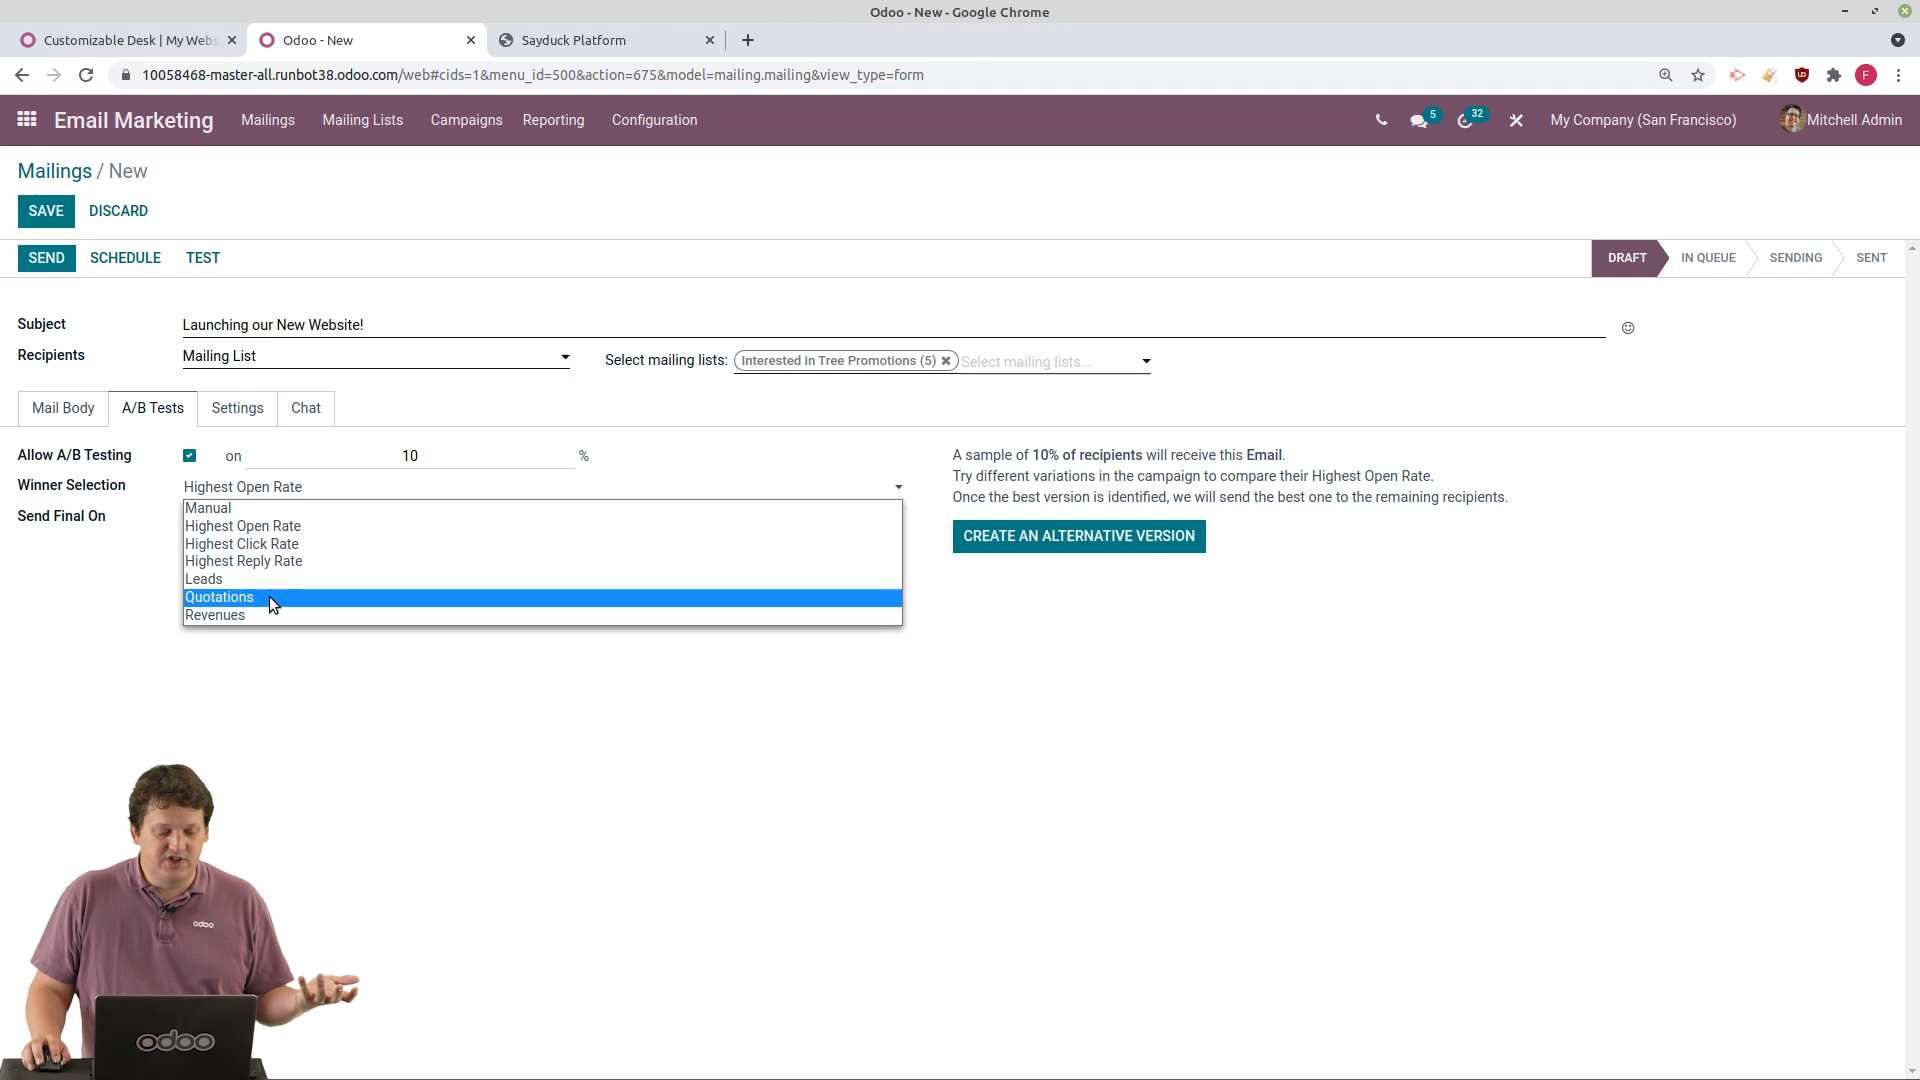 Odoo - New - Google Chrome
Customizable Desk | My Webs
Odoo - New
Sayduck Platform
10058468-master-all.runbot38.odoo.com/web#cids=1&menu_id=500&action=675&model=mailing.mailing&view_type=form
F
Email Marketing Mailings Mailing Lists Campaigns Reporting Configuration 5 32 My Company (San Francisco) Mitchell Admin
Mailings / New
SAVE DISCARD
SEND SCHEDULE TEST DRAFT IN QUEUE SENDING SENT
Subject Launching our New Website!
Recipients Mailing List Select mailing lists: Interested in Tree Promotions (5) Select mailing lists...
Mail Body A/B Tests Settings Chat
Allow A/B Testing on 10 %
Winner Selection Highest Open Rate
Send Final On
Manual
Highest Open Rate
Highest Click Rate
Highest Reply Rate
Leads
Quotations
Revenues
A sample of 10% of recipients will receive this Email.
Try different variations in the campaign to compare their Highest Open Rate.
Once the best version is identified, we will send the best one to the remaining recipients.
CREATE AN ALTERNATIVE VERSION
odoo
odoo